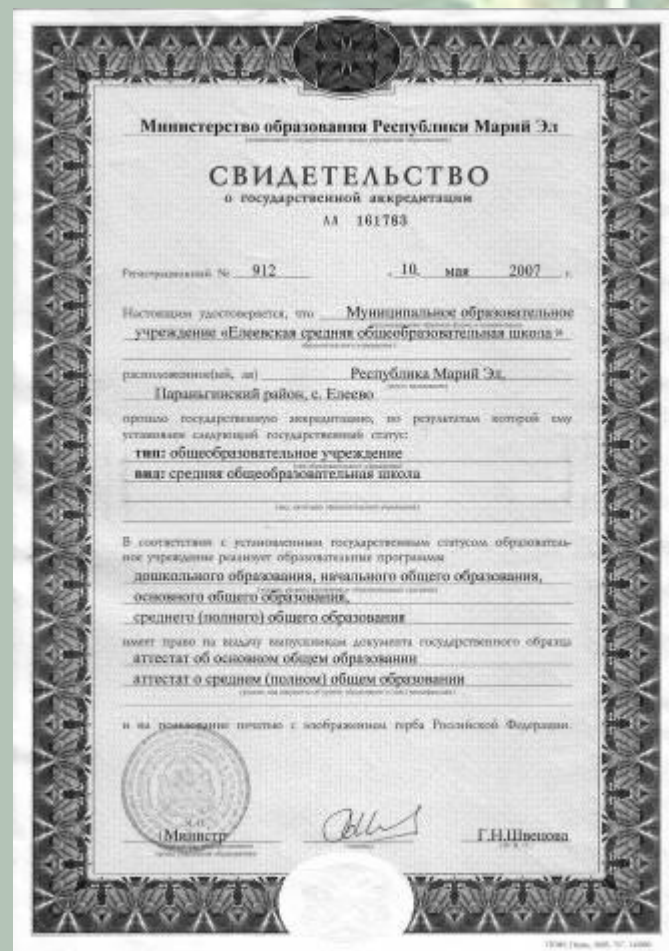 Министерство образования Республики Марий Эл
СВИДЕТЕЛЬСТВО
о государственной аккредитации
АА 161783
Регистрационный № 912 „ 10 „ мая 2007 г.
Настоящим удостоверяется, что Муниципальное образовательное
учреждение «Елеевская средняя общеобразовательная школа»
расположенное(ый, ая) Республика Марий Эл,
Параньгинский район, с. Елеево
прошло государственную аккредитацию, по результатам которой ему
установлен следующий государственный статус:
тип: общеобразовательное учреждение
вид: средняя общеобразовательная школа
В соответствии с установленным государственным статусом образователь-
ное учреждение реализует образовательные программы
дошкольного образования, начального общего образования,
основного общего образования,
среднего (полного) общего образования
имеет право на выдачу выпускникам документа государственного образца
аттестат об основном общем образовании
аттестат о среднем (полном) общем образовании
и на пользование печатью с изображением герба Российской Федерации.
Министр Г.Н.Швецова